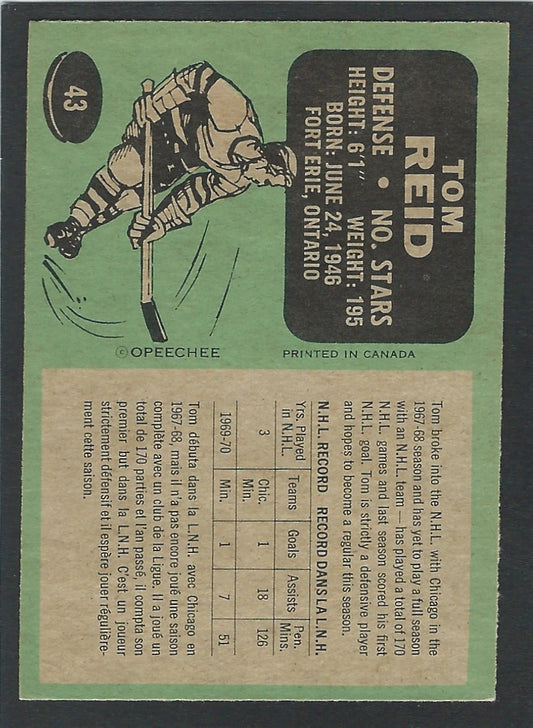 TOM
REID
DEFENSE • NO. STARS
HEIGHT: 6'1" WEIGHT: 195
BORN: JUNE 24, 1946
FORT ERIE, ONTARIO
43
© OPEECHEE PRINTED IN CANADA
Tom broke into the N.H.L. with Chicago in the
1967-68 season and has yet to play a full season
with an N.H.L. team — has played a total of 170
N.H.L. games and last season scored his first
N.H.L. goal. Tom is strictly a defensive player
and hopes to become a regular this season.
N.H.L. RECORD RECORD DANS LA L.N.H.
Yrs. Played Teams Goals Assists Pen.
in N.H.L. Mins.
3 Chic. 1 18 126
Min.
1969-70 Min. 1 7 51
Tom débuta dans la L.N.H. avec Chicago en
1967-68, mais il n'a pas encore joué une saison
complète avec un club de la Ligue. Il a joué un
total de 170 parties et l'an passé, il compta son
premier but dans la L.N.H. C'est un joueur
strictement défensif et il espère jouer régulière-
ment cette saison.